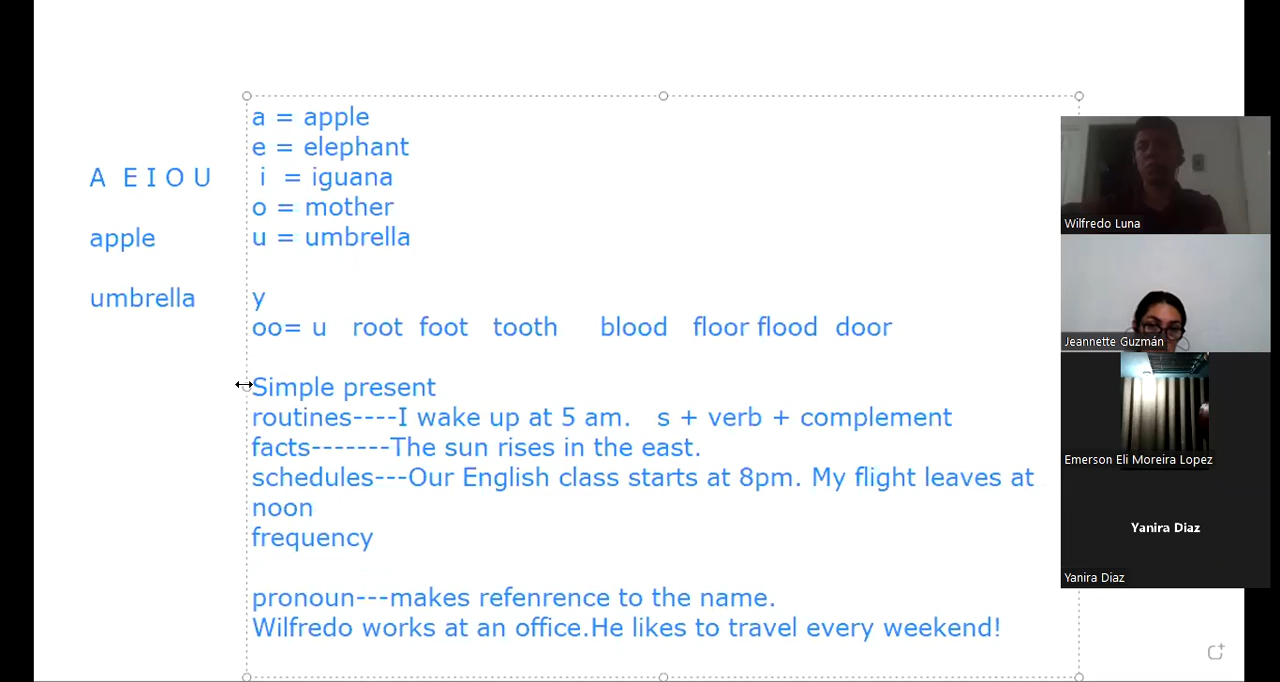 A E I O U
apple
umbrella
a = apple
e = elephant
i = iguana
o = mother
u = umbrella
y
oo= u root foot tooth blood floor flood door
Simple present
routines----I wake up at 5 am. s + verb + complement
facts-------The sun rises in the east.
schedules---Our English class starts at 8pm. My flight leaves at
noon
frequency
pronoun---makes refenrence to the name.
Wilfredo works at an office.He likes to travel every weekend!
Wilfredo Luna
Jeannette Guzmán
Emerson Eli Moreira Lopez
Yanira Diaz
Yanira Diaz